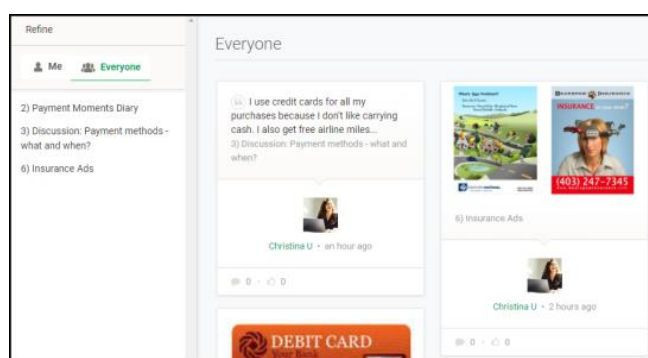 Refine
Me
Everyone
2) Payment Moments Diary
3) Discussion: Payment methods -
what and when?
6) Insurance Ads
Everyone
I use credit cards for all my
purchases because I don't like carrying
cash. I also get free airline miles...
3) Discussion: Payment methods - what and
when?
Christina U • an hour ago
0 · 0
DEBIT CARD
Your Bank
INSURANCE
(403) 247-7345
6) Insurance Ads
Christina U • 2 hours ago
0 · 0